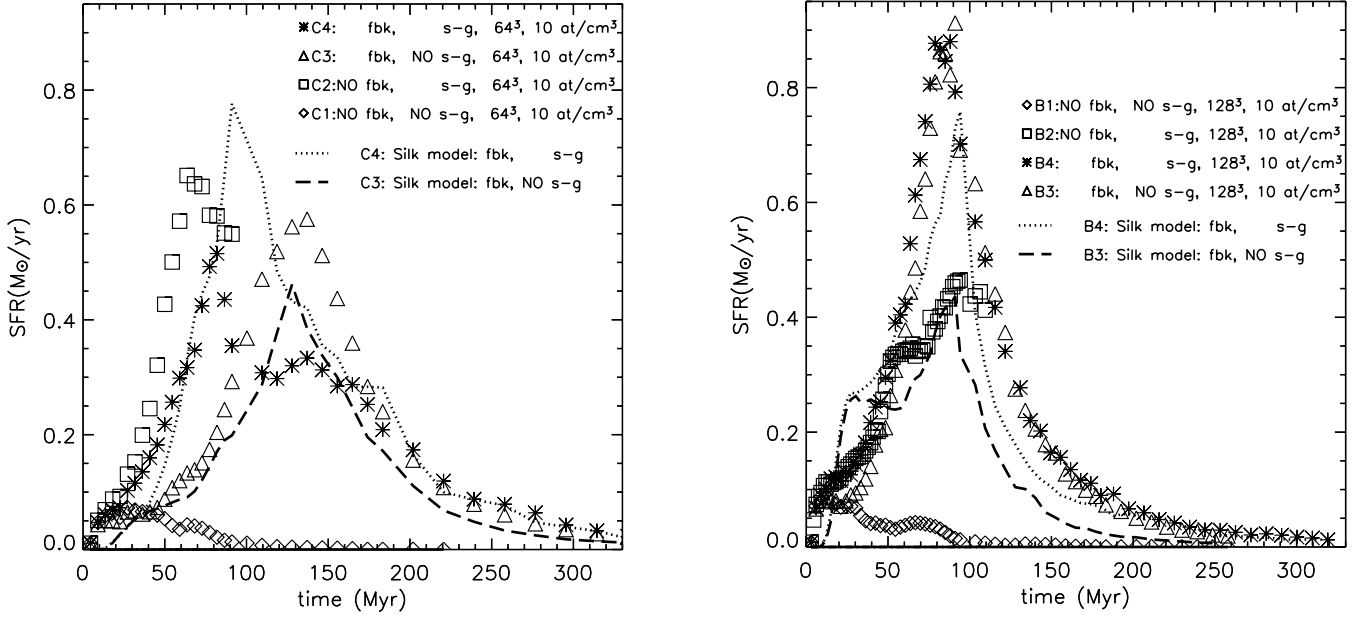 C4: fbk, s-g, 64³, 10 at/cm³
C3: fbk, NO s-g, 64³, 10 at/cm³
C2:NO fbk, s-g, 64³, 10 at/cm³
C1:NO fbk, NO s-g, 64³, 10 at/cm³
C4: Silk model: fbk, s-g
C3: Silk model: fbk, NO s-g
SFR(M☉/yr)
0.8
0.6
0.4
0.2
0.0
0 50 100 150 200 250 300
time (Myr)
B1:NO fbk, NO s-g, 128³, 10 at/cm³
B2:NO fbk, s-g, 128³, 10 at/cm³
B4: fbk, s-g, 128³, 10 at/cm³
B3: fbk, NO s-g, 128³, 10 at/cm³
B4: Silk model: fbk, s-g
B3: Silk model: fbk, NO s-g
SFR(M☉/yr)
0.8
0.6
0.4
0.2
0.0
0 50 100 150 200 250 300
time (Myr)